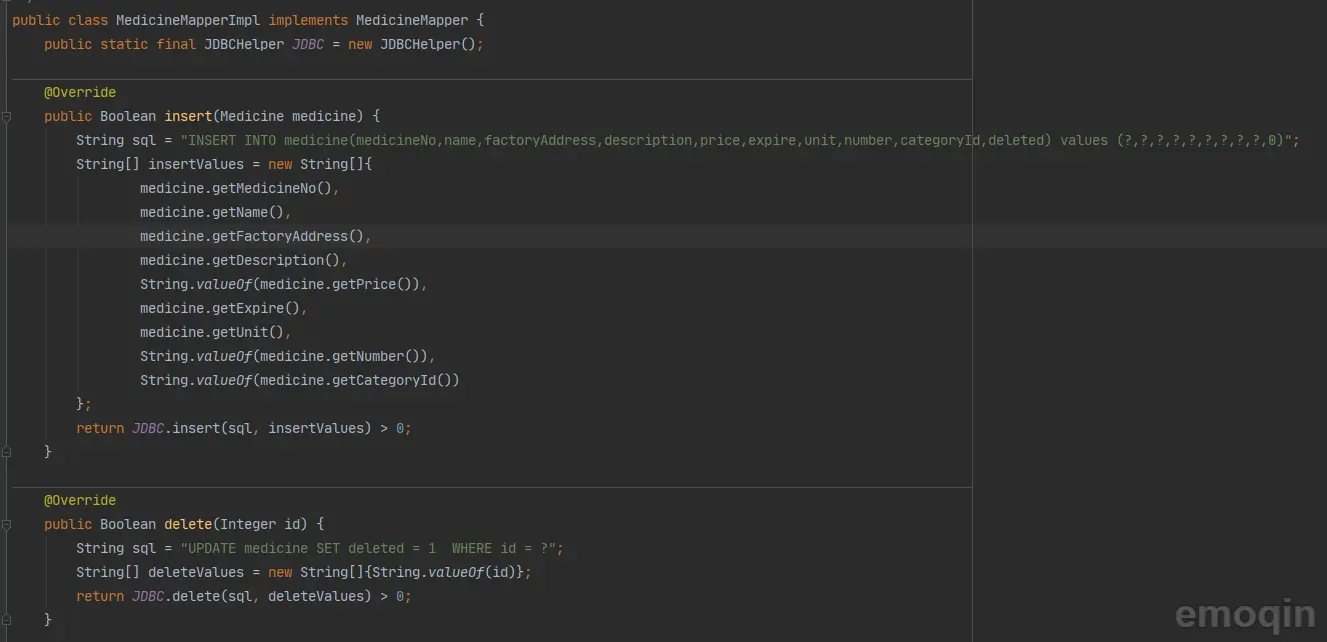 public class MedicineMapperImpl implements MedicineMapper {
    public static final JDBCHelper JDBC = new JDBCHelper();
    @Override
    public Boolean insert(Medicine medicine) {
        String sql = "INSERT INTO medicine(medicineNo,name,factoryAddress,description,price,expire,unit,number,categoryId,deleted) values (?,?,?,?,?,?,?,?,?,0)";
        String[] insertValues = new String[]{
                medicine.getMedicineNo(),
                medicine.getName(),
                medicine.getFactoryAddress(),
                medicine.getDescription(),
                String.valueOf(medicine.getPrice()),
                medicine.getExpire(),
                medicine.getUnit(),
                String.valueOf(medicine.getNumber()),
                String.valueOf(medicine.getCategoryId())
        };
        return JDBC.insert(sql, insertValues) > 0;
    }
    @Override
    public Boolean delete(Integer id) {
        String sql = "UPDATE medicine SET deleted = 1  WHERE id = ?";
        String[] deleteValues = new String[]{String.valueOf(id)};
        return JDBC.delete(sql, deleteValues) > 0;
    }
emoqin